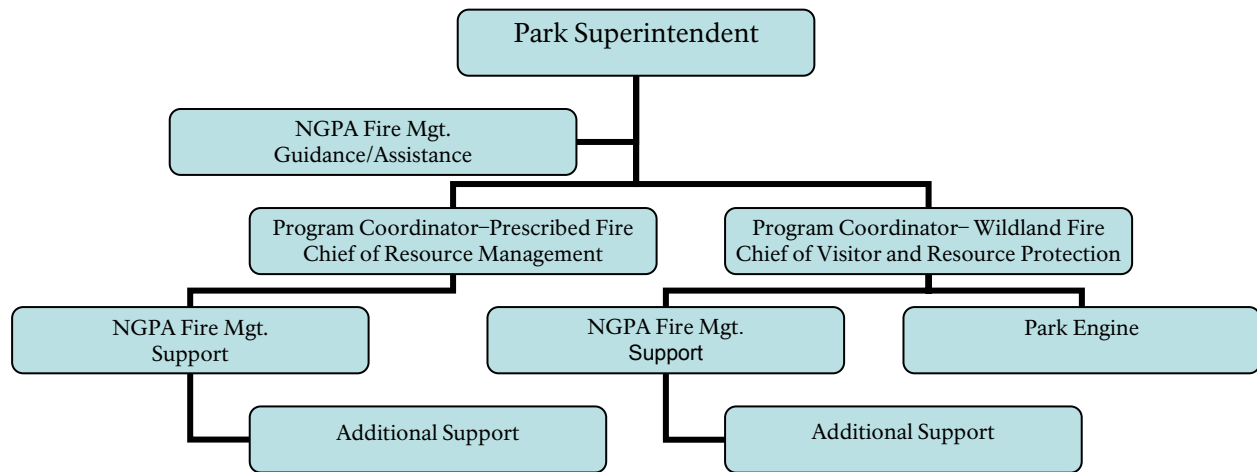 Park Superintendent
NGPA Fire Mgt.
Guidance/Assistance
Program Coordinator–Prescribed Fire
Chief of Resource Management
Program Coordinator– Wildland Fire
Chief of Visitor and Resource Protection
NGPA Fire Mgt.
Support
NGPA Fire Mgt.
Support
Park Engine
Additional Support
Additional Support